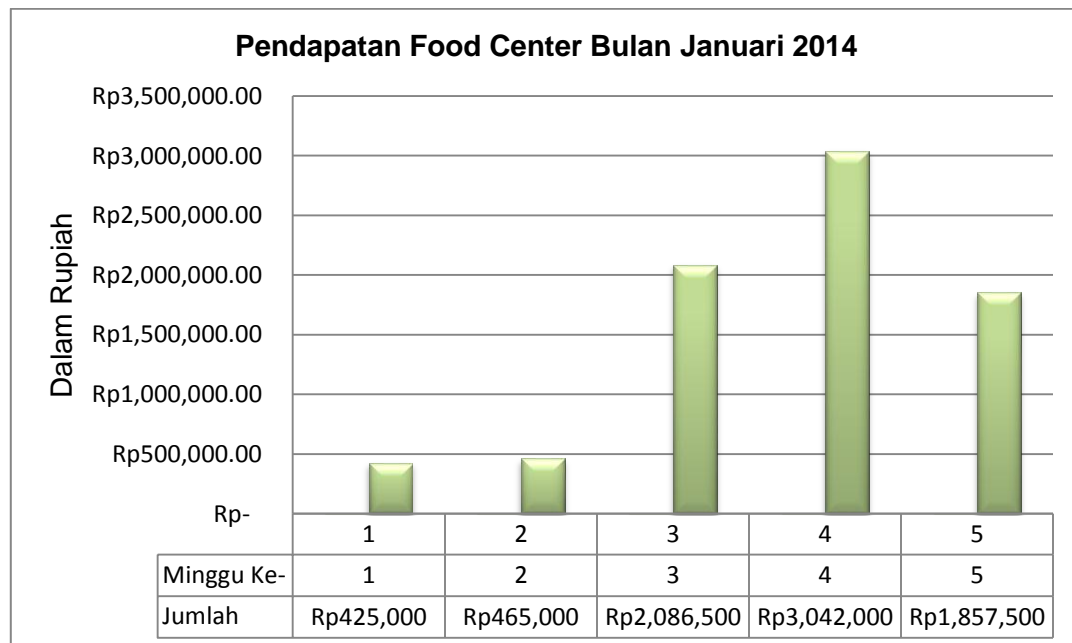 Pendapatan Food Center Bulan Januari 2014
Dalam Rupiah
Rp3,500,000.00
Rp3,000,000.00
Rp2,500,000.00
Rp2,000,000.00
Rp1,500,000.00
Rp1,000,000.00
Rp500,000.00
Rp-
1 2 3 4 5
Minggu Ke- 1 2 3 4 5
Jumlah Rp425,000 Rp465,000 Rp2,086,500 Rp3,042,000 Rp1,857,500